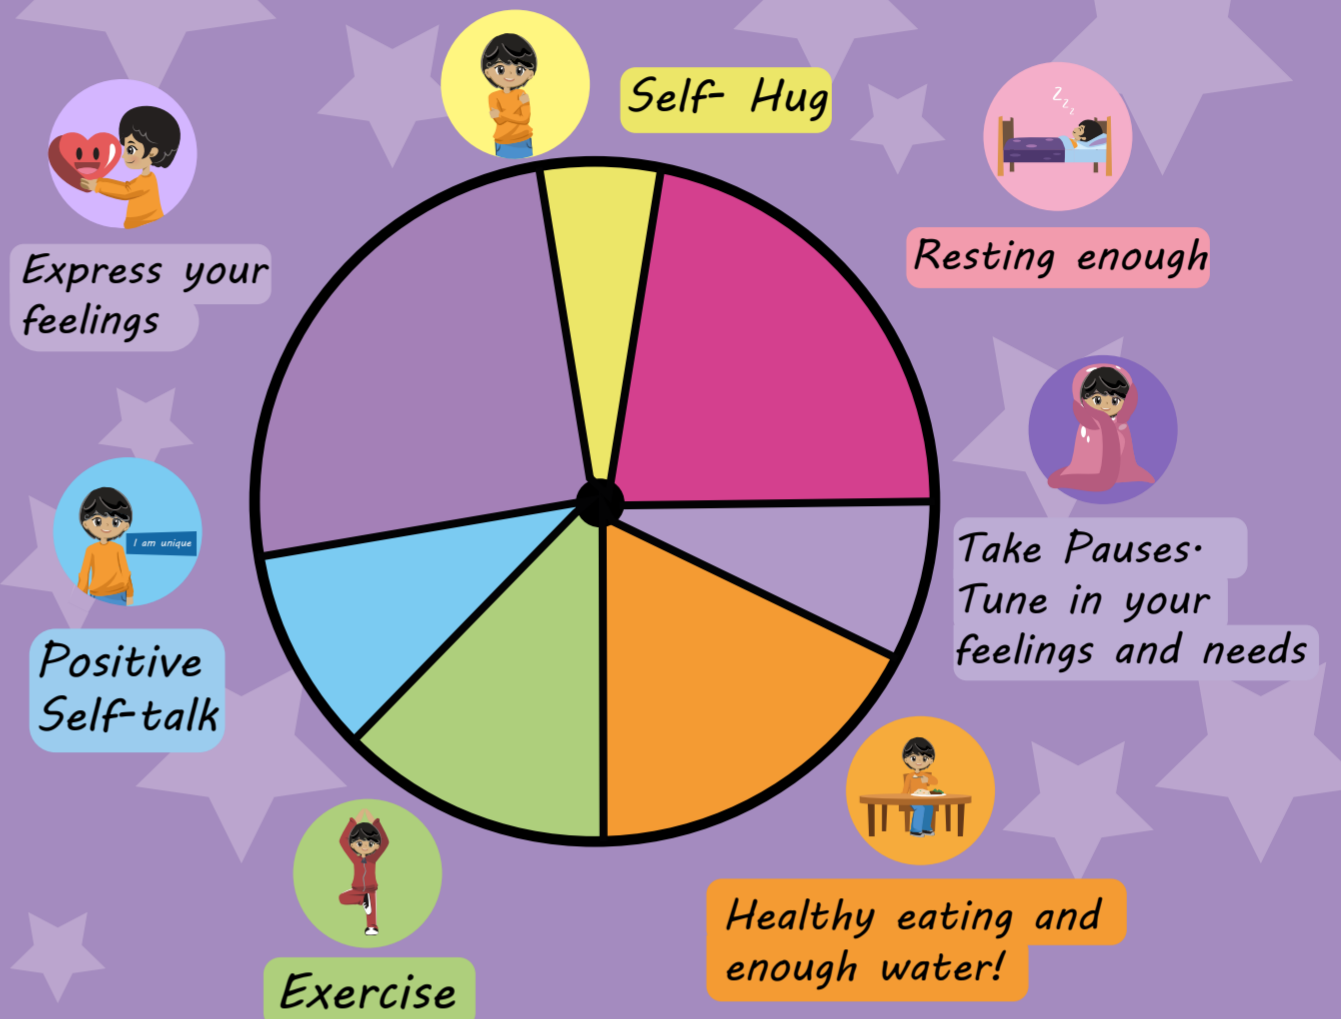 Self- Hug
zzz
Resting enough
Express your
feelings
I am unique
Take Pauses.
Tune in your
feelings and needs
Positive
Self-talk
Healthy eating and
enough water!
Exercise